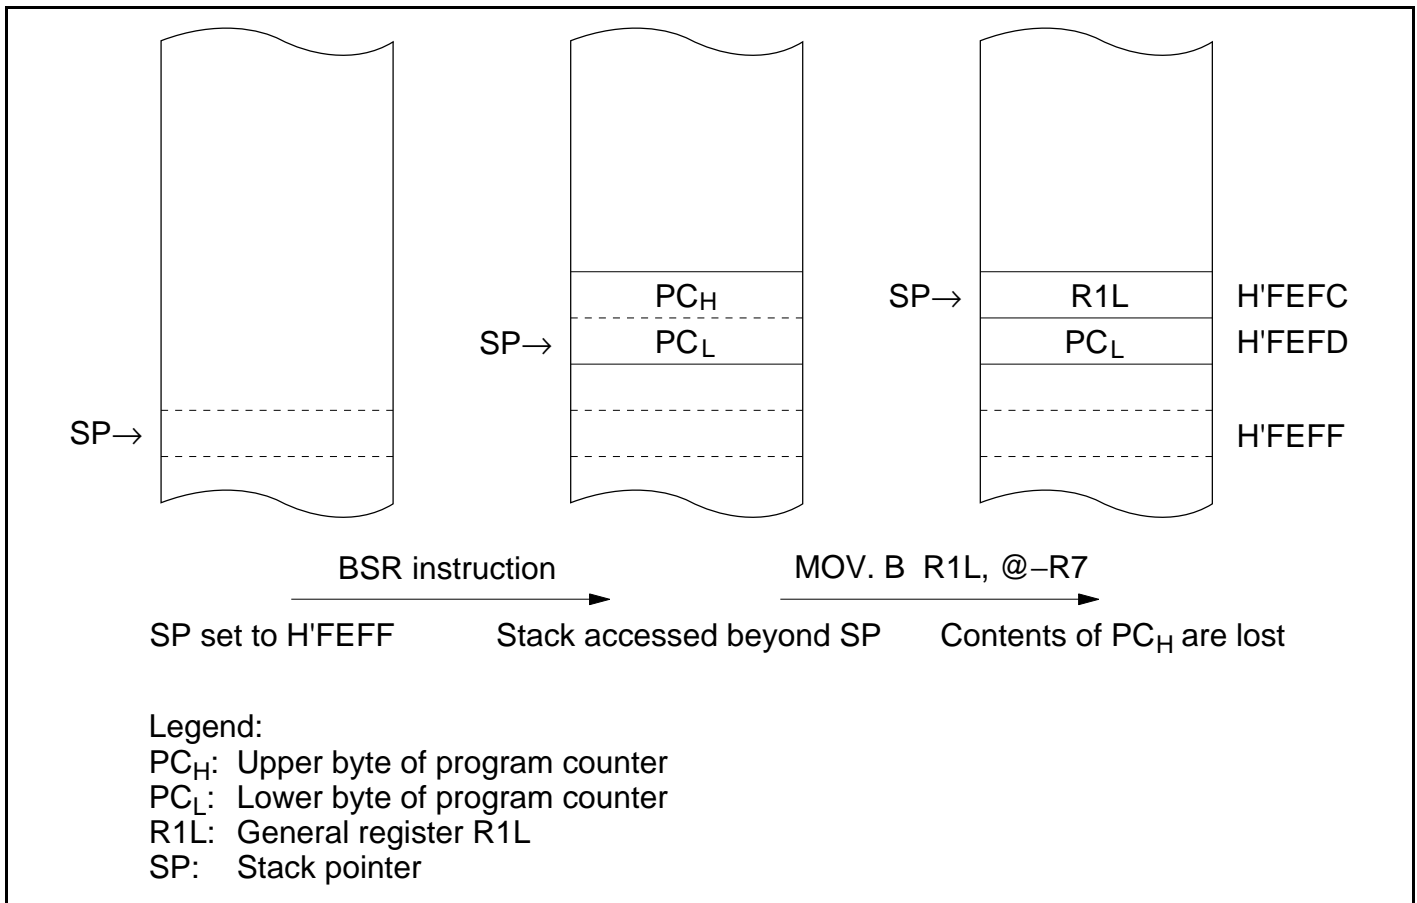 PCH
SP→ R1L H'FEFC
SP→ PCL PCL H'FEFD
SP→ H'FEFF
BSR instruction MOV. B R1L, @–R7
SP set to H'FEFF Stack accessed beyond SP Contents of PCH are lost
Legend:
PCH: Upper byte of program counter
PCL: Lower byte of program counter
R1L: General register R1L
SP: Stack pointer